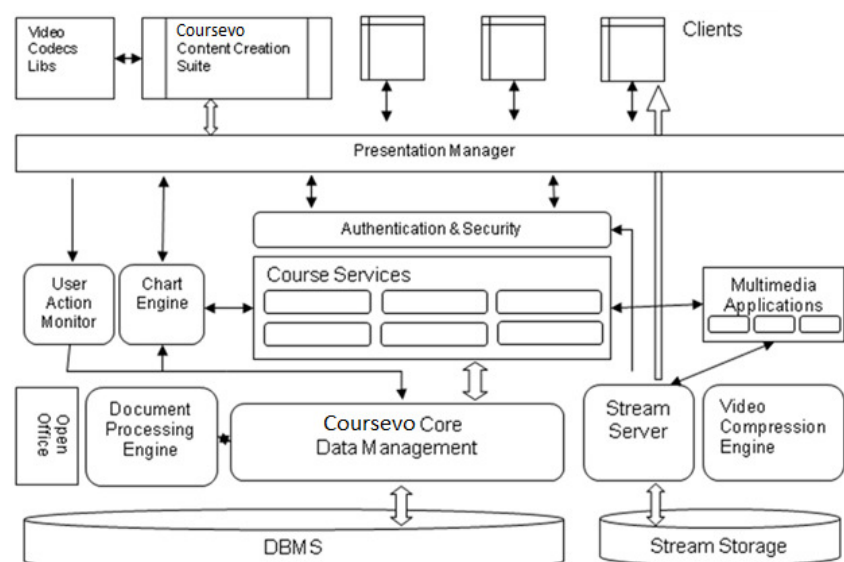 Video
Codecs
Libs
Coursevo
Content Creation
Suite
Clients
Presentation Manager
Authentication & Security
User
Action
Monitor
Chart
Engine
Course Services
Multimedia
Applications
Open
Office
Document
Processing
Engine
Coursevo Core
Data Management
Stream
Server
Video
Compression
Engine
DBMS
Stream Storage